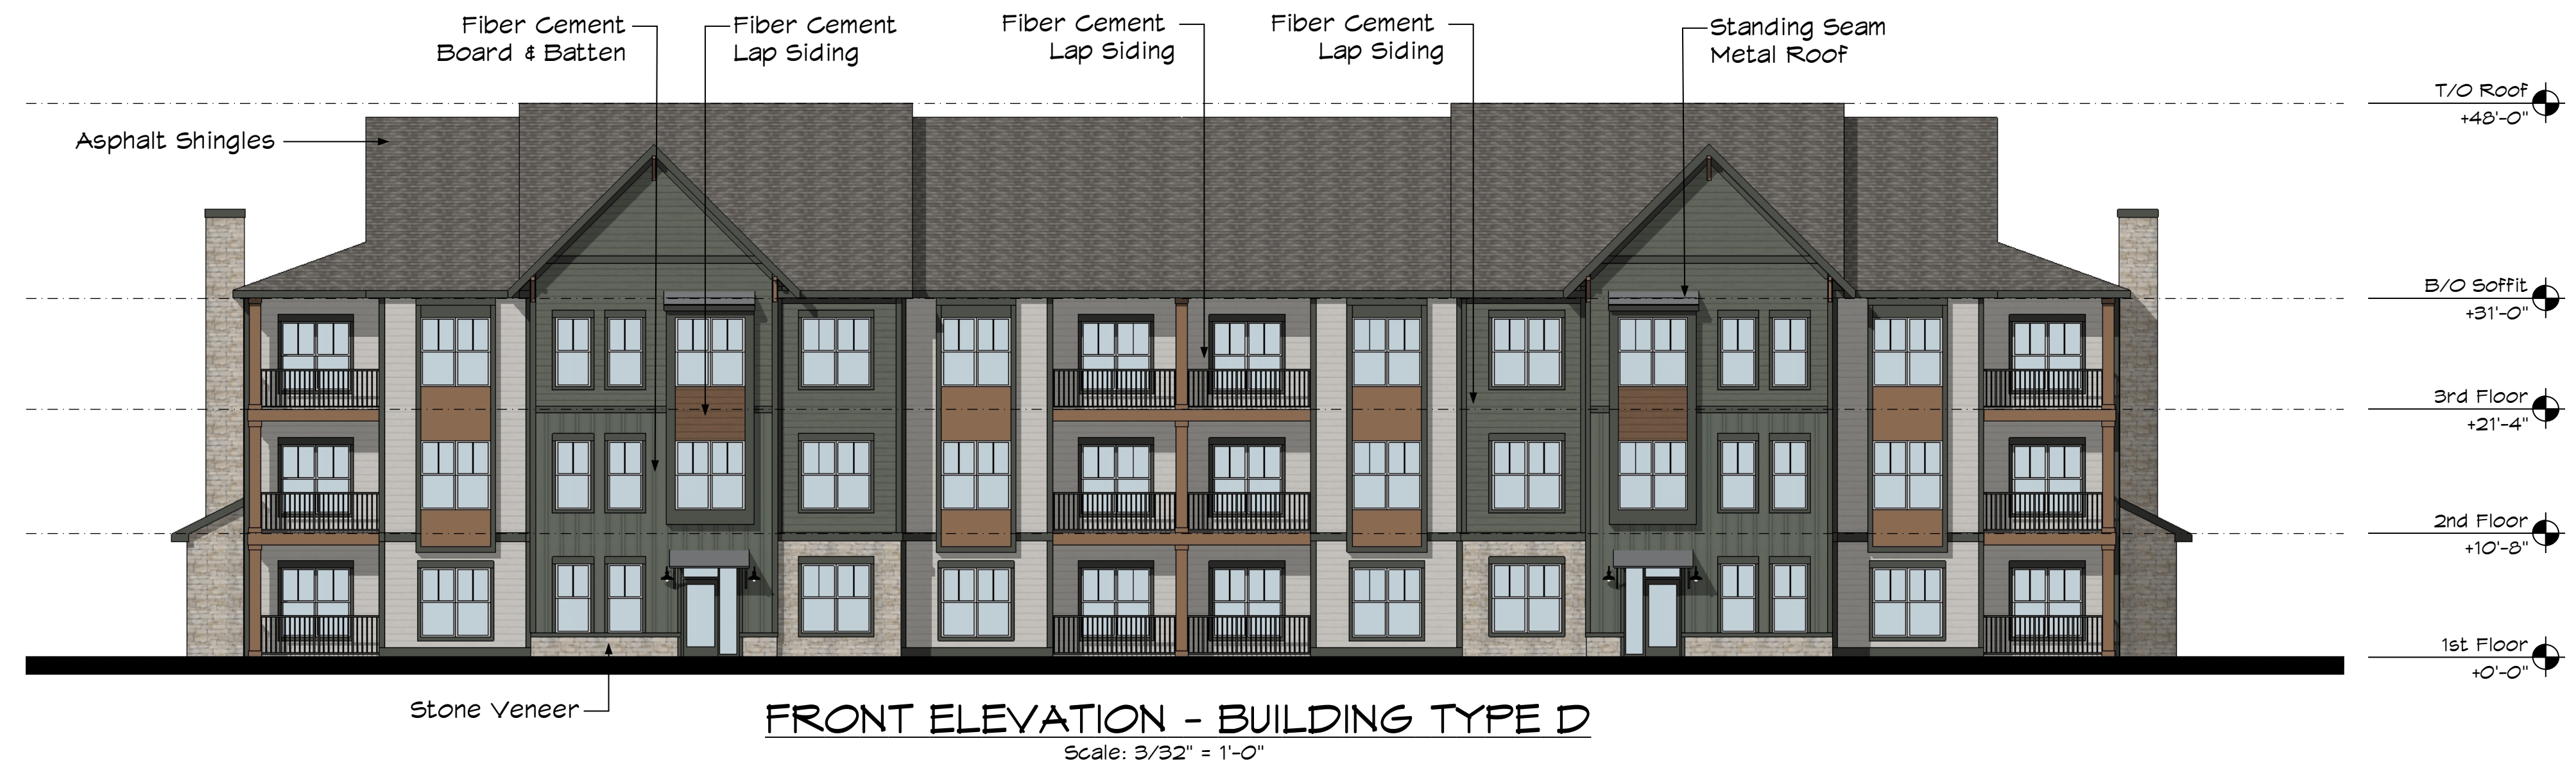 Fiber Cement
Board & Batten
Fiber Cement
Lap Siding
Fiber Cement
Lap Siding
Fiber Cement
Lap Siding
Standing Seam
Metal Roof
T/O Roof
+48'-0"
Asphalt Shingles
B/O Soffit
+31'-0"
3rd Floor
+21'-4"
2nd Floor
+10'-8"
1st Floor
+0'-0"
Stone Veneer
FRONT ELEVATION - BUILDING TYPE D
Scale: 3/32" = 1'-0"